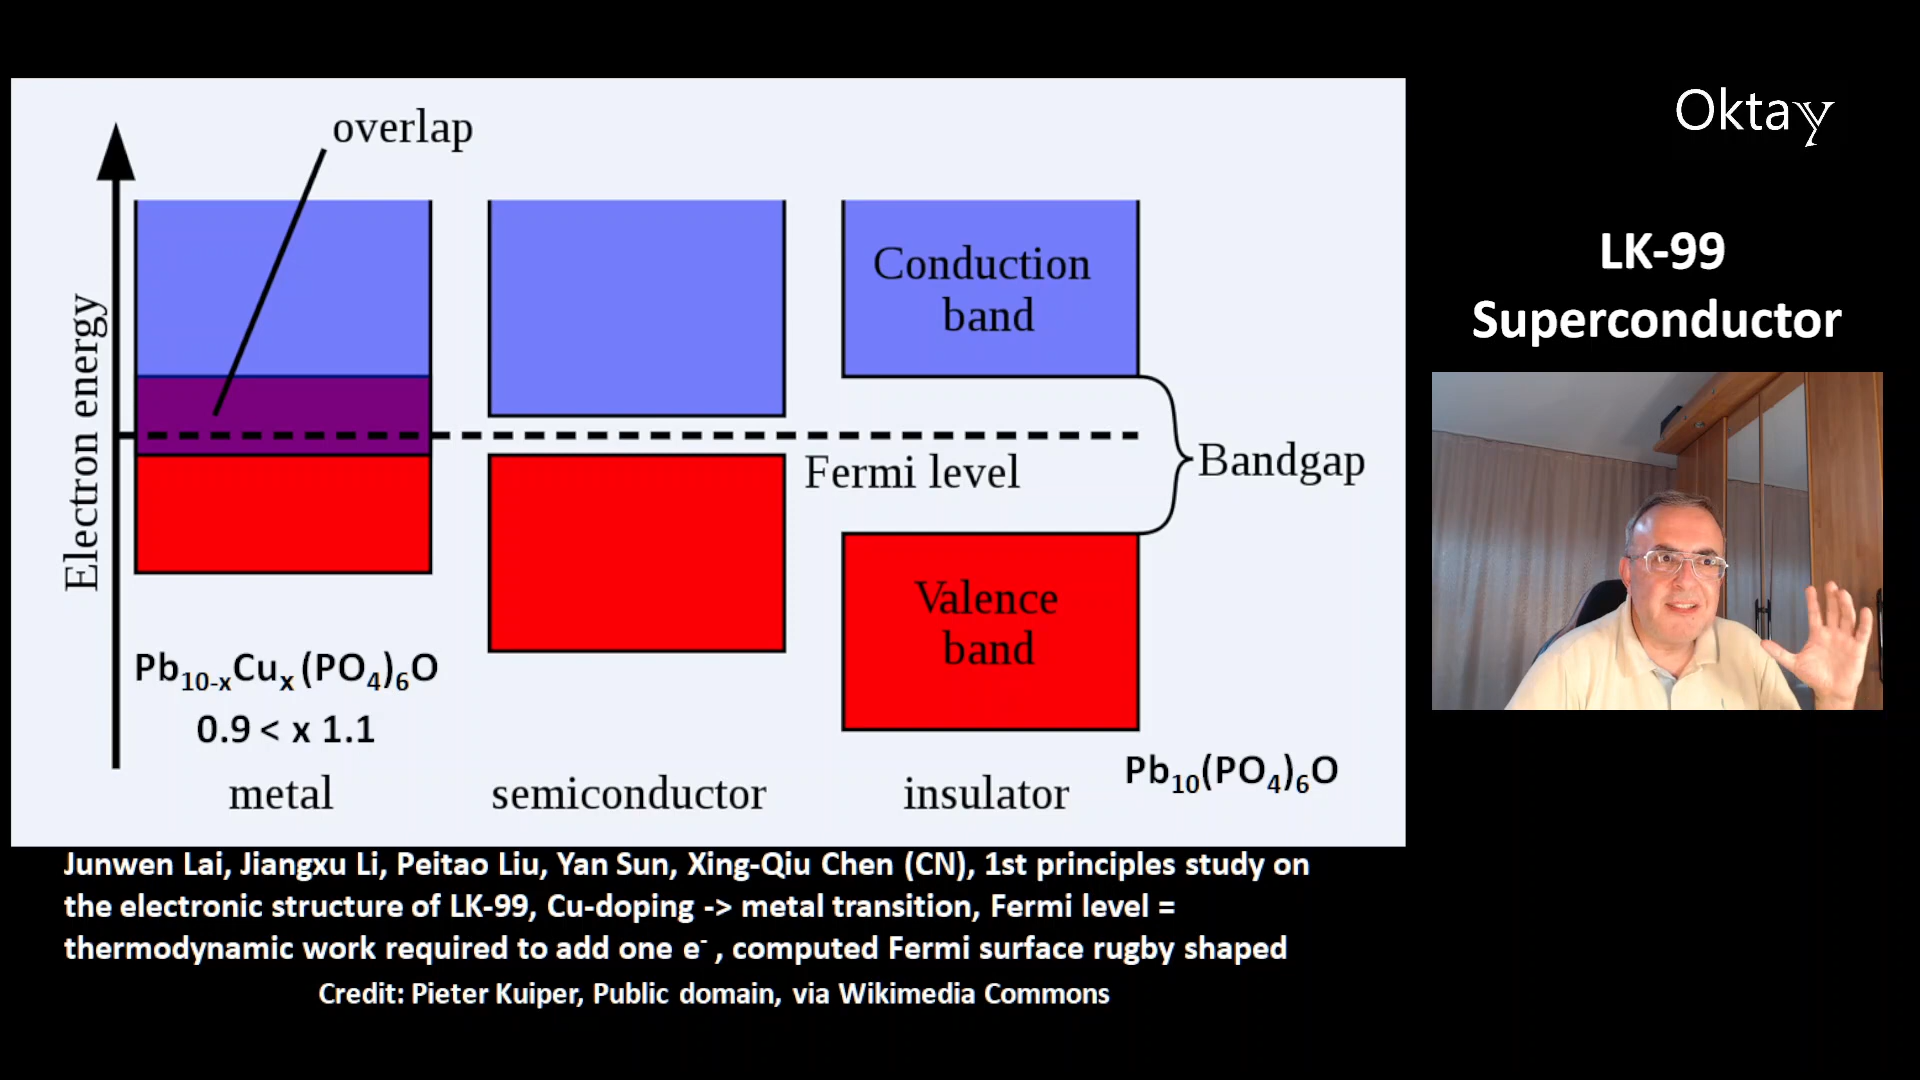 overlap
Oktay
LK-99
Superconductor
Electron energy
Conduction
band
Fermi level
Bandgap
Valence
band
Pb₁₀₋ₓCuₓ(PO₄)₆O
0.9 < x 1.1
Pb₁₀(PO₄)₆O
metal
semiconductor
insulator
Junwen Lai, Jiangxu Li, Peitao Liu, Yan Sun, Xing-Qiu Chen (CN), 1st principles study on
the electronic structure of LK-99, Cu-doping -> metal transition, Fermi level =
thermodynamic work required to add one e⁻ , computed Fermi surface rugby shaped
Credit: Pieter Kuiper, Public domain, via Wikimedia Commons